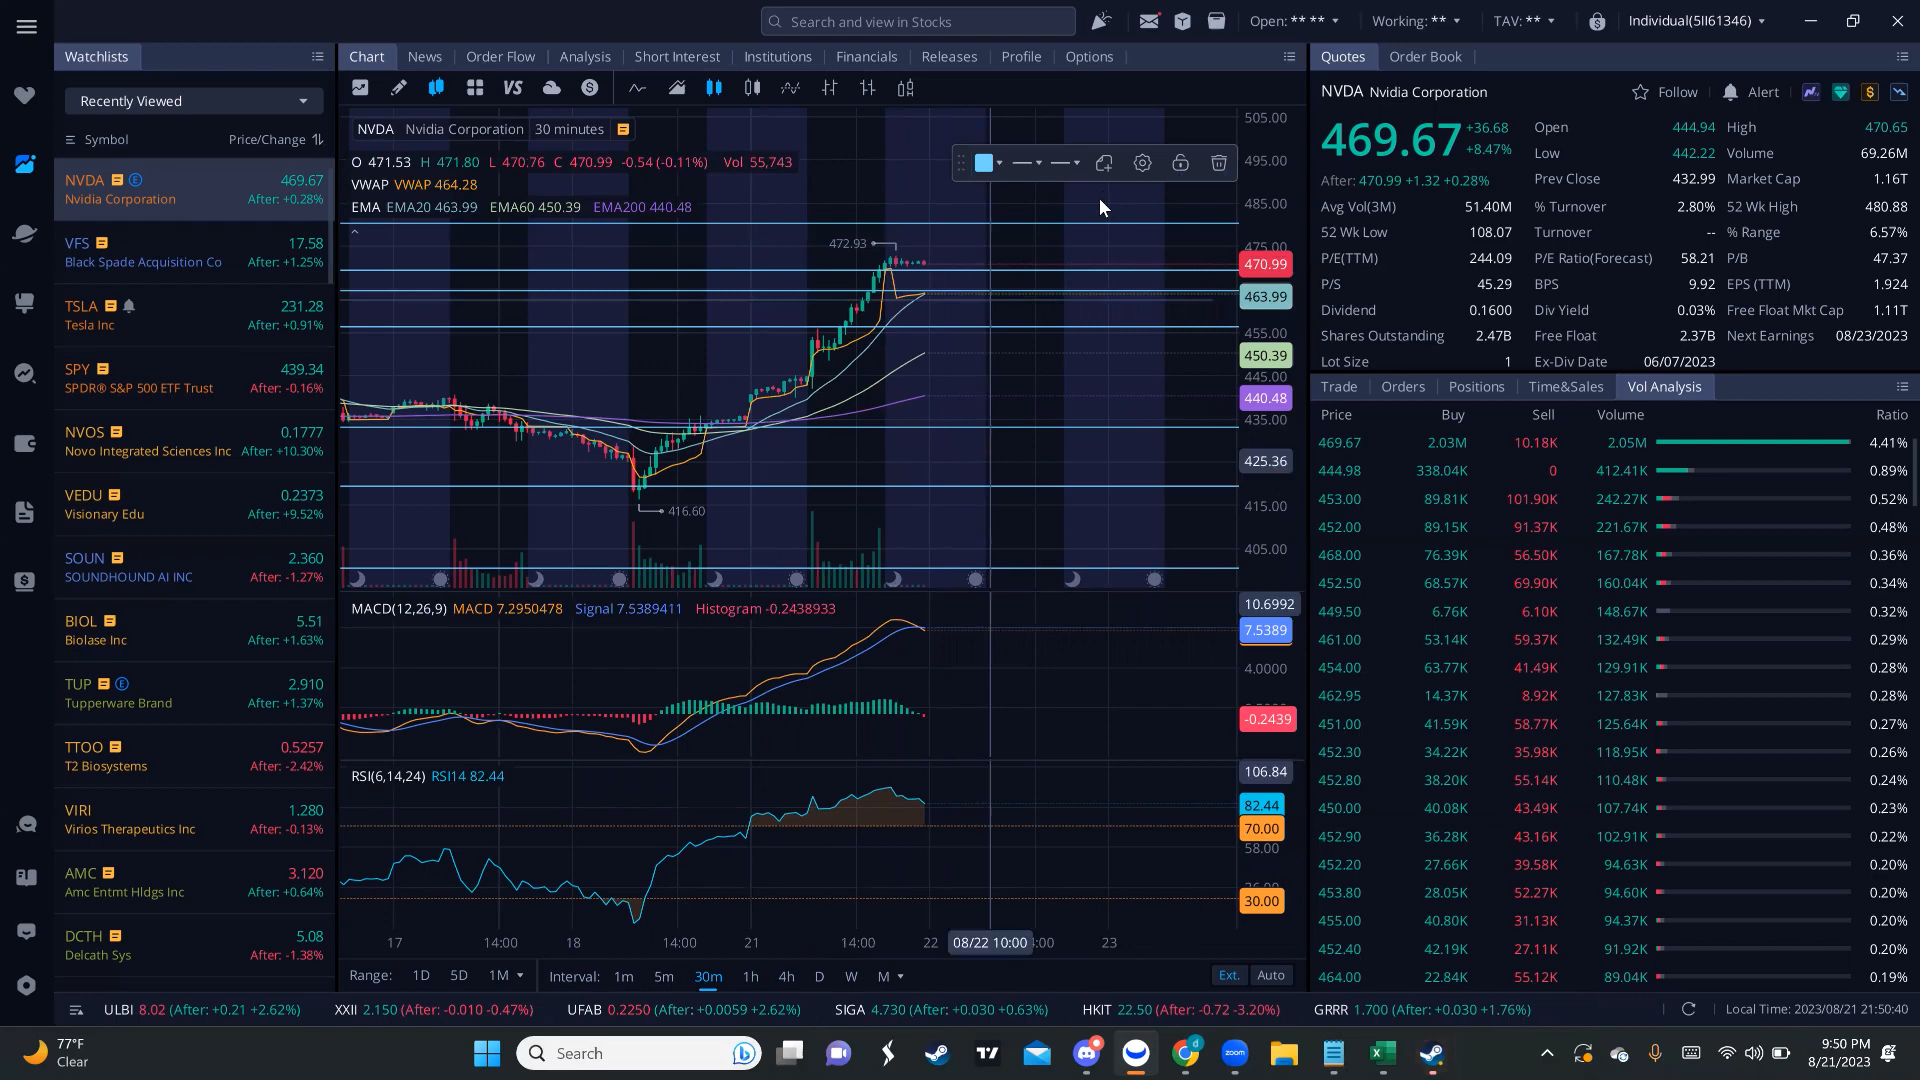 Search and view in Stocks
Open: ** **
Working: **
TAV: **
Individual(5II61346)
Watchlists
Chart News Order Flow Analysis Short Interest Institutions Financials Releases Profile Options
Quotes Order Book
Recently Viewed
Symbol Price/Change
NVDA 469.67
Nvidia Corporation After: +0.28%
VFS 17.58
Black Spade Acquisition Co After: +1.25%
TSLA 231.28
Tesla Inc After: +0.91%
SPY 439.34
SPDR® S&P 500 ETF Trust After: -0.16%
NVOS 0.1777
Novo Integrated Sciences Inc After: +10.30%
VEDU 0.2373
Visionary Edu After: +9.52%
SOUN 2.360
SOUNDHOUND AI INC After: -1.27%
BIOL 5.51
Biolase Inc After: +1.63%
TUP 2.910
Tupperware Brand After: +1.37%
TTOO 0.5257
T2 Biosystems After: -2.42%
VIRI 1.280
Virios Therapeutics Inc After: -0.13%
AMC 3.120
Amc Entmt Hldgs Inc After: +0.64%
DCTH 5.08
Delcath Sys After: -1.38%
VS
NVDA Nvidia Corporation 30 minutes
O 471.53 H 471.80 L 470.76 C 470.99 -0.54 (-0.11%) Vol 55,743
VWAP VWAP 464.28
EMA EMA20 463.99 EMA60 450.39 EMA200 440.48
472.93
416.60
505.00
495.00
485.00
475.00
470.99
463.99
455.00
450.39
445.00
440.48
435.00
425.36
415.00
405.00
MACD(12,26,9) MACD 7.2950478 Signal 7.5389411 Histogram -0.2438933
10.6992
7.5389
4.0000
-0.2439
RSI(6,14,24) RSI14 82.44
106.84
82.44
70.00
58.00
30.00
17 14:00 18 14:00 21 14:00 22 08/22 10:00 :00 23
Range: 1D 5D 1M Interval: 1m 5m 30m 1h 4h D W M Ext. Auto
NVDA Nvidia Corporation Follow Alert
469.67 +36.68
+8.47%
After: 470.99 +1.32 +0.28%
Open 444.94 High 470.65
Low 442.22 Volume 69.26M
Prev Close 432.99 Market Cap 1.16T
Avg Vol(3M) 51.40M % Turnover 2.80% 52 Wk High 480.88
52 Wk Low 108.07 Turnover -- % Range 6.57%
P/E(TTM) 244.09 P/E Ratio(Forecast) 58.21 P/B 47.37
P/S 45.29 BPS 9.92 EPS (TTM) 1.924
Dividend 0.1600 Div Yield 0.03% Free Float Mkt Cap 1.11T
Shares Outstanding 2.47B Free Float 2.37B Next Earnings 08/23/2023
Lot Size 1 Ex-Div Date 06/07/2023
Trade Orders Positions Time&Sales Vol Analysis
Price Buy Sell Volume Ratio
469.67 2.03M 10.18K 2.05M 4.41%
444.98 338.04K 0 412.41K 0.89%
453.00 89.81K 101.90K 242.27K 0.52%
452.00 89.15K 91.37K 221.67K 0.48%
468.00 76.39K 56.50K 167.78K 0.36%
452.50 68.57K 69.90K 160.04K 0.34%
449.50 6.76K 6.10K 148.67K 0.32%
461.00 53.14K 59.37K 132.49K 0.29%
454.00 63.77K 41.49K 129.91K 0.28%
462.95 14.37K 8.92K 127.83K 0.28%
451.00 41.59K 58.77K 125.64K 0.27%
452.30 34.22K 35.98K 118.95K 0.26%
452.80 38.20K 55.14K 110.48K 0.24%
450.00 40.08K 43.49K 107.74K 0.23%
452.90 36.28K 43.16K 102.91K 0.22%
452.20 27.66K 39.58K 94.63K 0.20%
453.80 28.05K 52.27K 94.60K 0.20%
455.00 40.80K 31.13K 94.37K 0.20%
452.40 42.19K 27.11K 91.92K 0.20%
464.00 22.84K 55.12K 89.04K 0.19%
ULBI 8.02 (After: +0.21 +2.62%) XXII 2.150 (After: -0.010 -0.47%) UFAB 0.2250 (After: +0.0059 +2.62%) SIGA 4.730 (After: +0.030 +0.63%) HKIT 22.50 (After: -0.72 -3.20%) GRRR 1.700 (After: +0.030 +1.76%) Local Time: 2023/08/21 21:50:40
77°F
Clear
Search
zoom
9:50 PM
8/21/2023